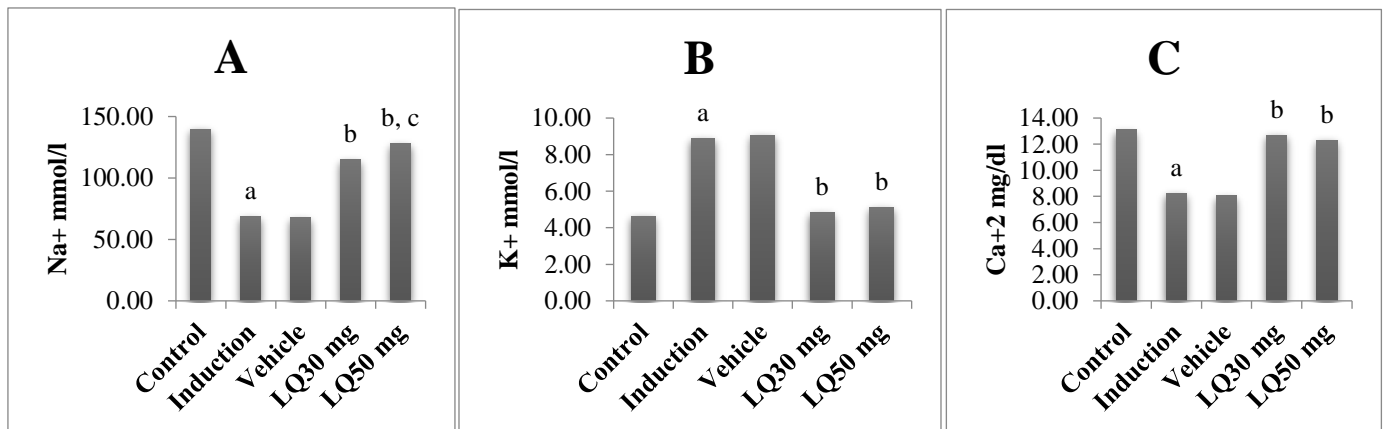 A
Na+ mmol/l
150.00
100.00
50.00
0.00
a
b
b, c
Control
Induction
Vehicle
LQ30 mg
LQ50 mg
B
K+ mmol/l
10.00
8.00
6.00
4.00
2.00
0.00
a
b
b
Control
Induction
Vehicle
LQ30 mg
LQ50 mg
C
Ca+2 mg/dl
14.00
12.00
10.00
8.00
6.00
4.00
2.00
0.00
a
b
b
Control
Induction
Vehicle
LQ30 mg
LQ50 mg